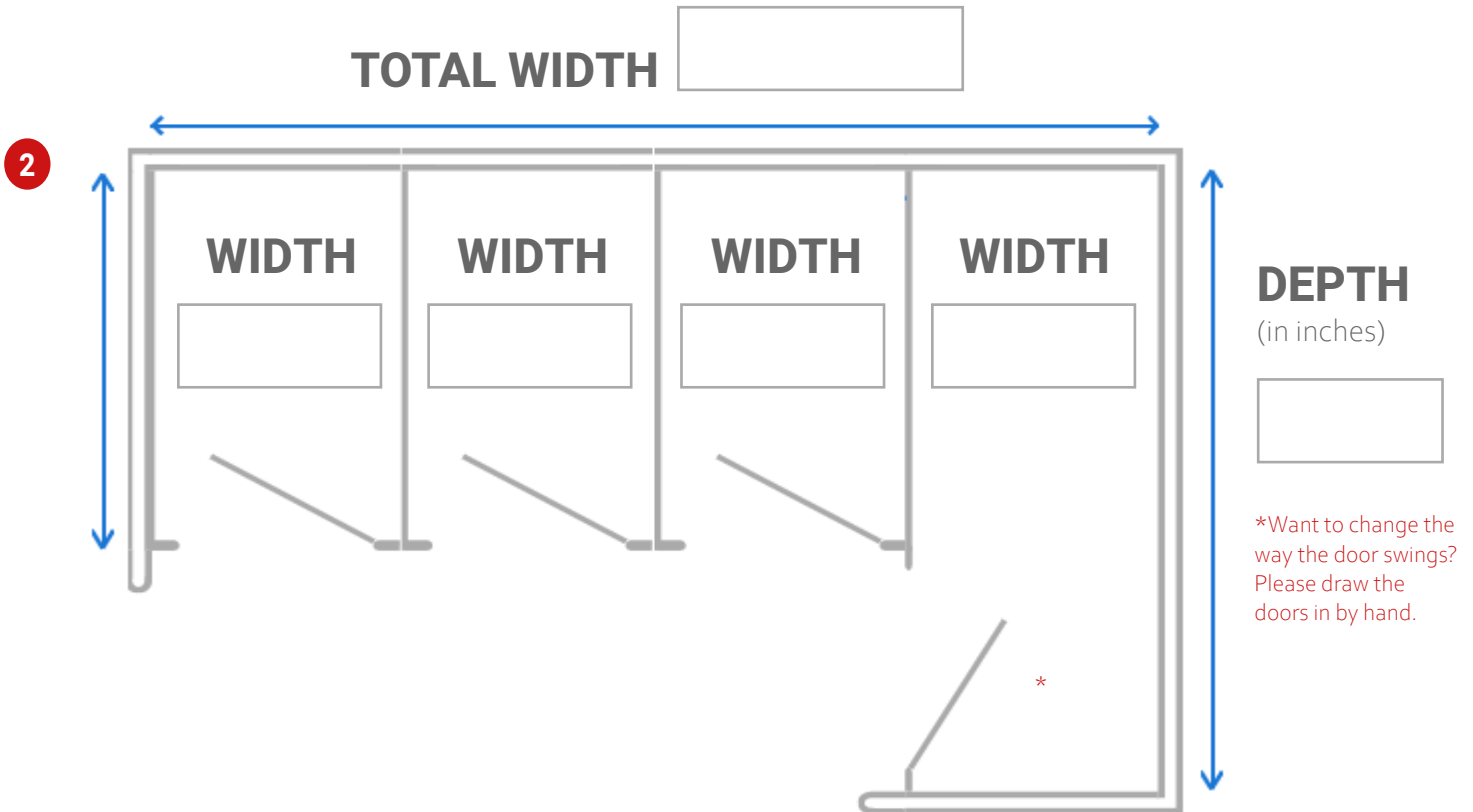 TOTAL WIDTH
2
WIDTH WIDTH WIDTH WIDTH
DEPTH
(in inches)
*Want to change the
way the door swings?
Please draw the
doors in by hand.
*